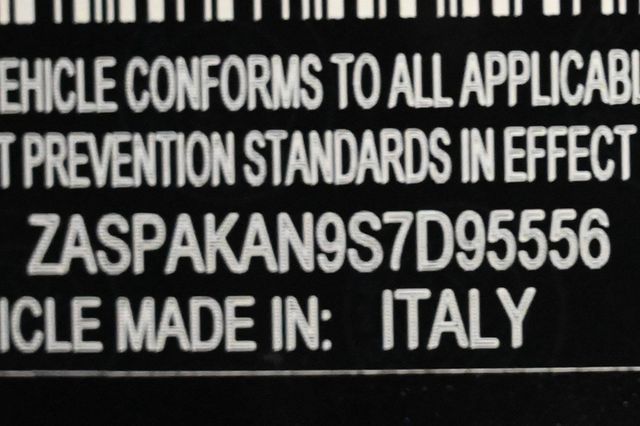 EHICLE CONFORMS TO ALL APPLICABL
T PREVENTION STANDARDS IN EFFECT
ZASPAKAN9S7D95556
ICLE MADE IN: ITALY